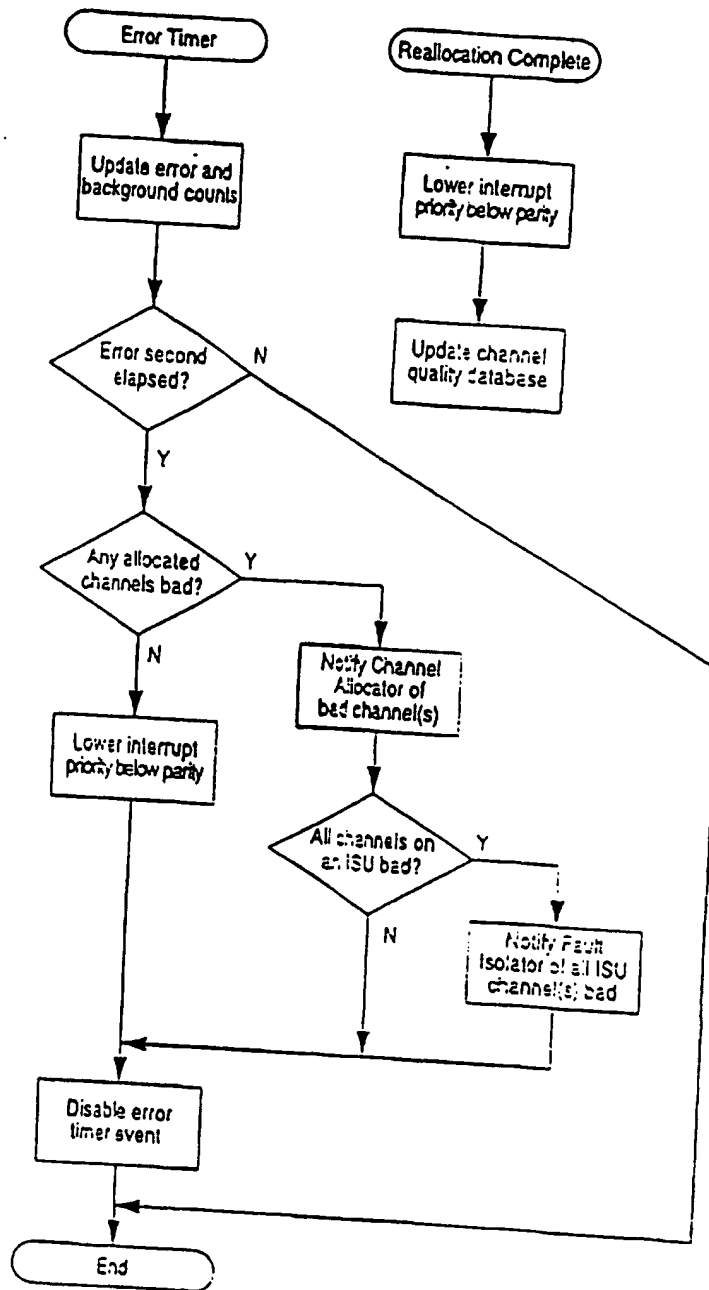 Error Timer
Update error and
background counts
Error second
elapsed?
N
Y
Any allocated
channels bad?
Y
N
Notify Channel
Allocator of
bad channel(s)
Lower interrupt
priority below parity
All channels on
an ISU bad?
Y
N
Notify Fault
Isolator of all ISU
channel(s) bad
Disable error
timer event
End
Reallocation Complete
Lower interrupt
priority below parity
Update channel
quality database